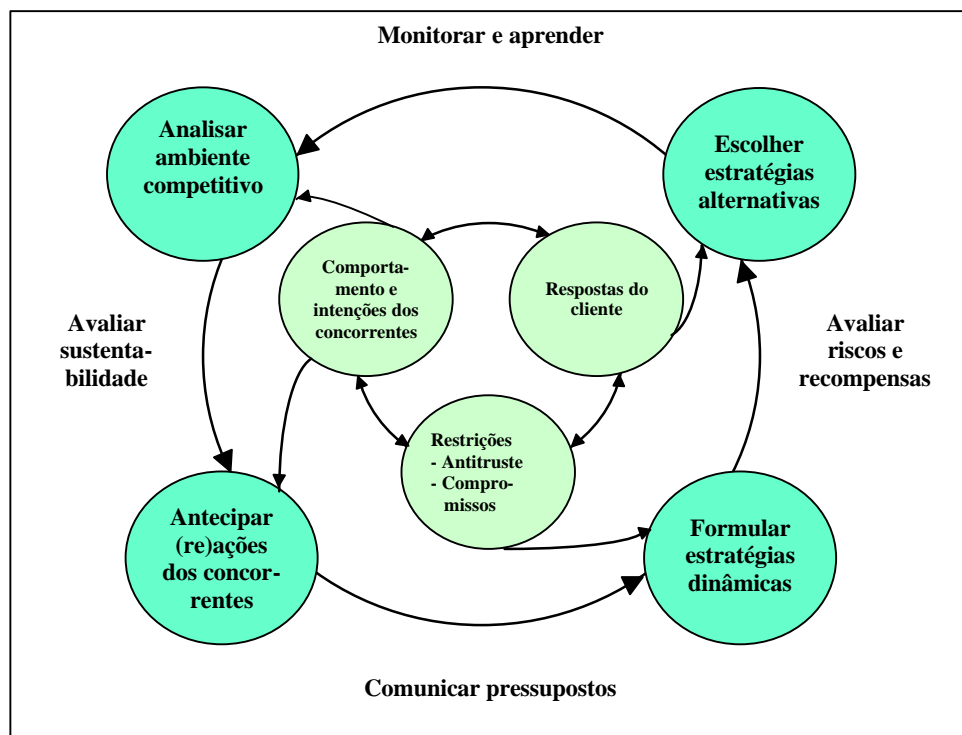 Monitorar e aprender
Analisar
ambiente
competitivo
Escolher
estratégias
alternativas
Comporta-
mento e
intenções dos
concorrentes
Respostas do
cliente
Avaliar
sustenta-
bilidade
Avaliar
riscos e
recompensas
Restrições
- Antitruste
- Compro-
missos
Antecipar
(re)ações
dos concor-
rentes
Formular
estratégias
dinâmicas
Comunicar pressupostos